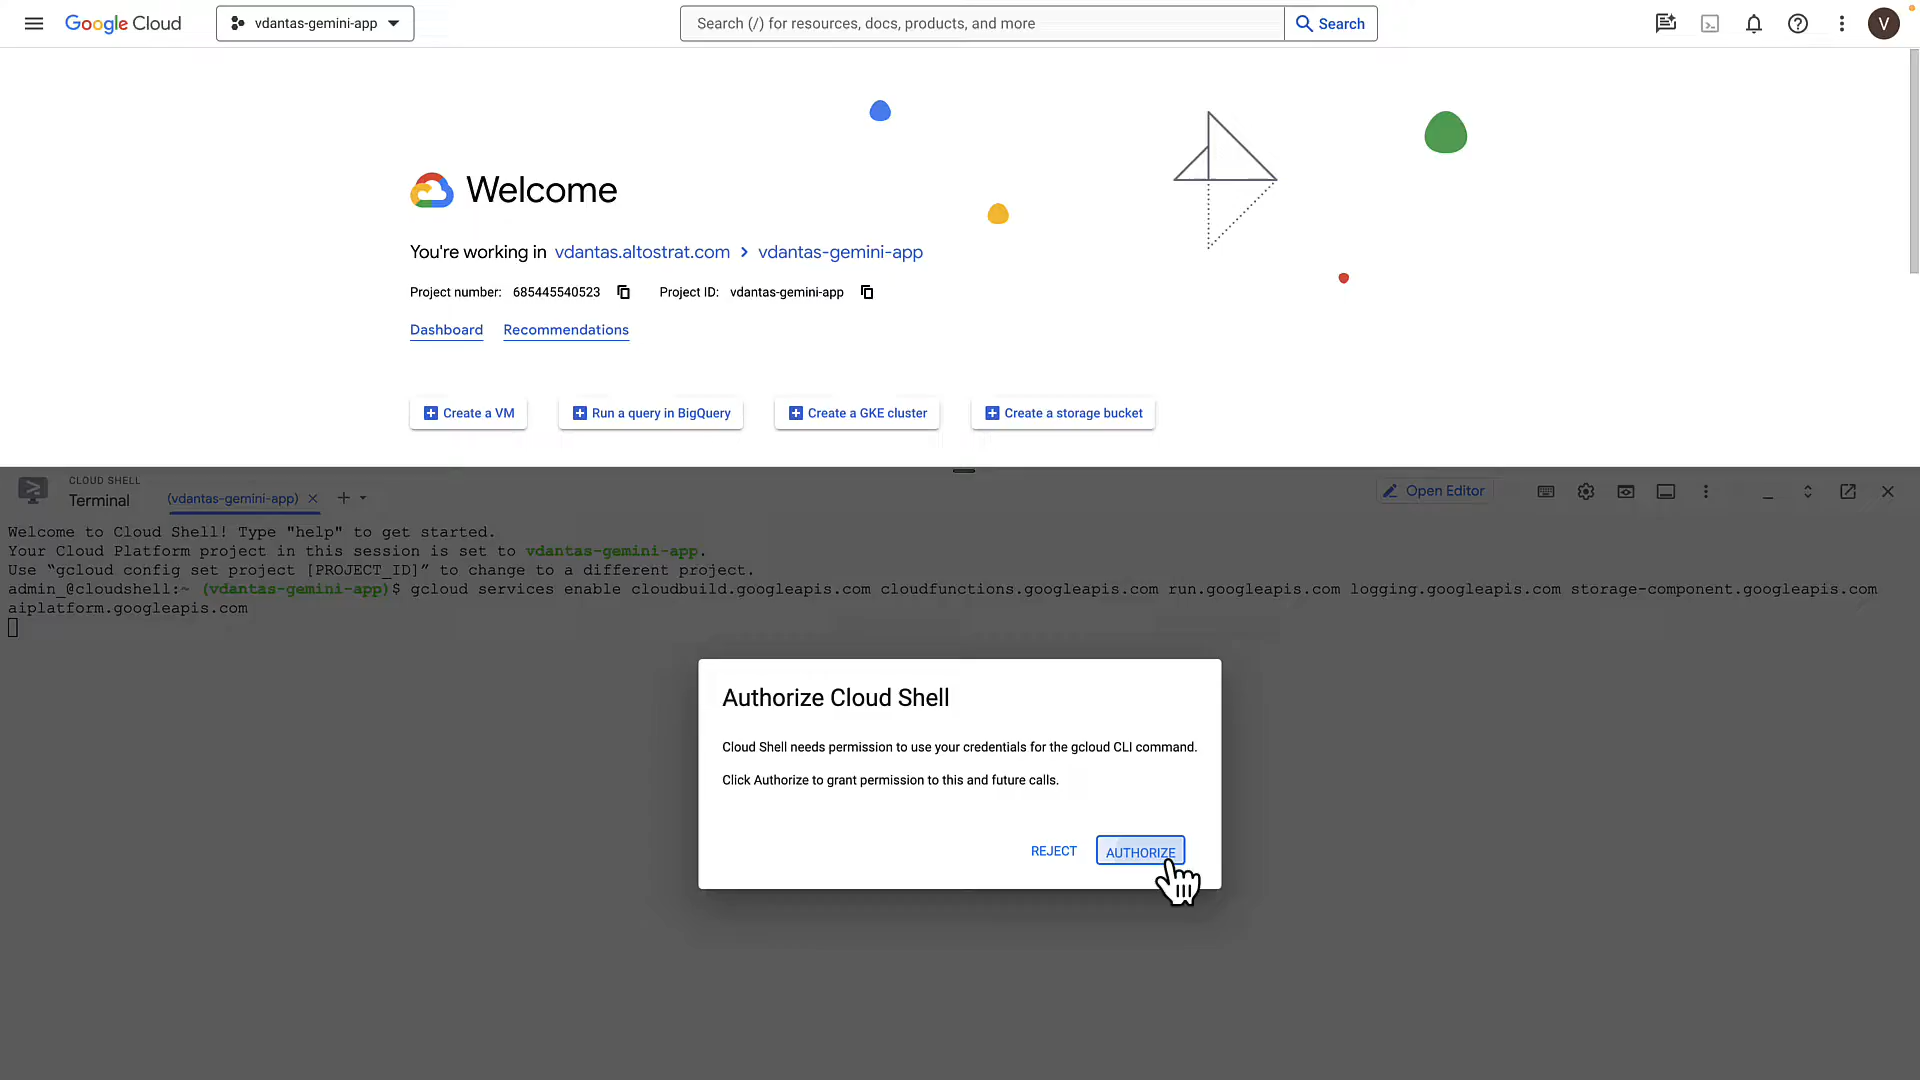 Google Cloud
vdantas-gemini-app
Search (/) for resources, docs, products, and more
Search
V
Welcome
You're working in vdantas.altostrat.com > vdantas-gemini-app
Project number: 685445540523 Project ID: vdantas-gemini-app
Dashboard Recommendations
Create a VM
Run a query in BigQuery
Create a GKE cluster
Create a storage bucket
CLOUD SHELL
Terminal
(vdantas-gemini-app)
Open Editor
Welcome to Cloud Shell! Type "help" to get started.
Your Cloud Platform project in this session is set to vdantas-gemini-app.
Use “gcloud config set project [PROJECT_ID]” to change to a different project.
admin_@cloudshell:~ (vdantas-gemini-app)$ gcloud services enable cloudbuild.googleapis.com cloudfunctions.googleapis.com run.googleapis.com logging.googleapis.com storage-component.googleapis.com
aiplatform.googleapis.com
Authorize Cloud Shell
Cloud Shell needs permission to use your credentials for the gcloud CLI command.
Click Authorize to grant permission to this and future calls.
REJECT
AUTHORIZE